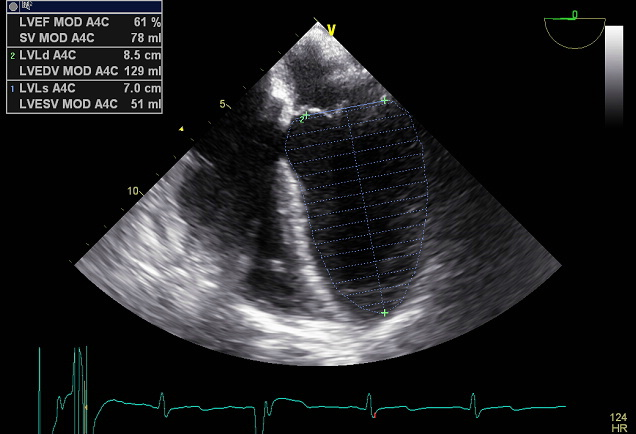 LVEF MOD A4C 61 %
SV MOD A4C 78 ml
2 LVLd A4C 8.5 cm
LVEDV MOD A4C 129 ml
1 LVLs A4C 7.0 cm
LVESV MOD A4C 51 ml
V
0
5
2
10
124
HR